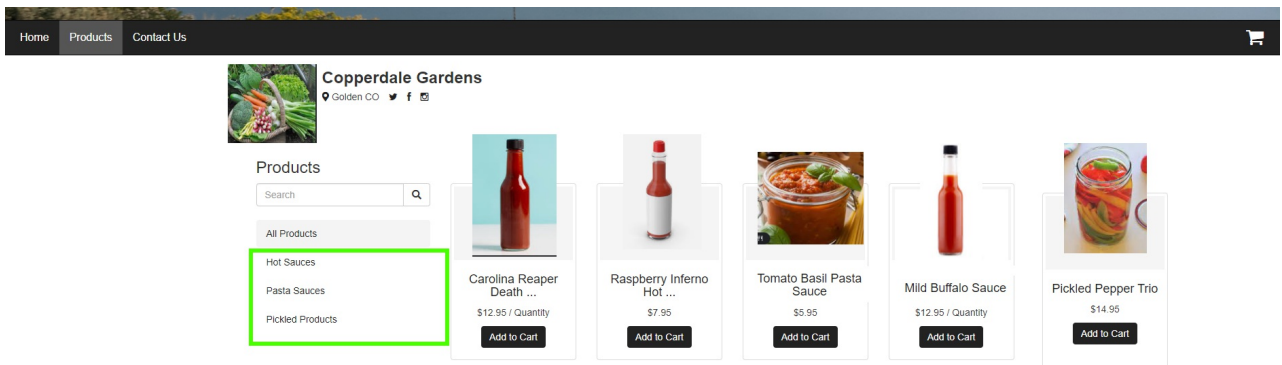 Home Products Contact Us
Copperdale Gardens
Golden CO
Products
Search
All Products
Hot Sauces
Pasta Sauces
Pickled Products
Carolina Reaper
Death ...
$12.95 / Quantity
Add to Cart
Raspberry Inferno
Hot ...
$7.95
Add to Cart
Tomato Basil Pasta
Sauce
$5.95
Add to Cart
Mild Buffalo Sauce
$12.95 / Quantity
Add to Cart
Pickled Pepper Trio
$14.95
Add to Cart